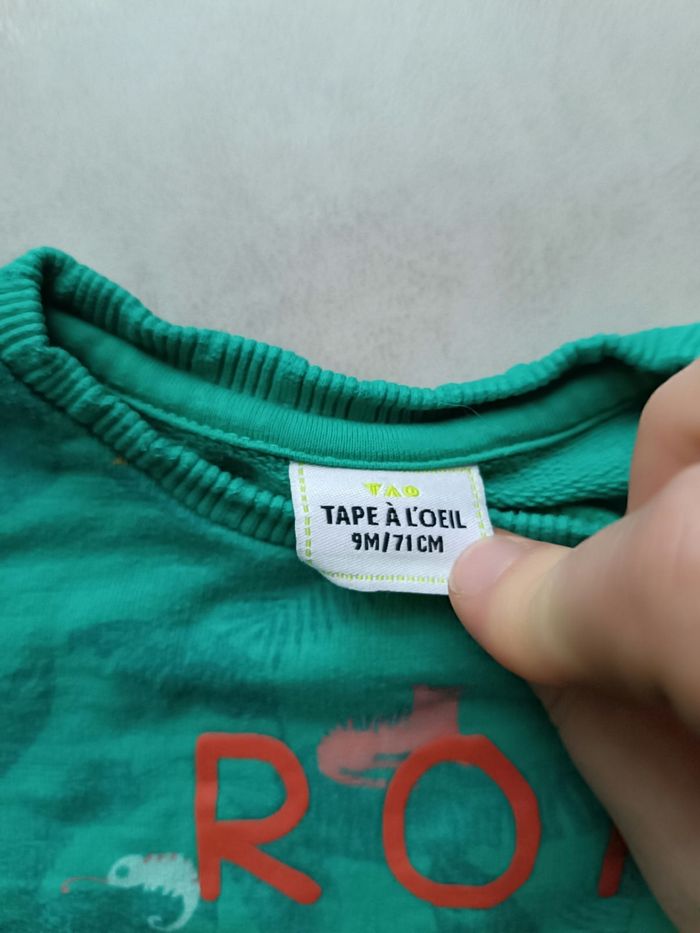 TAO
TAPE À L'OEIL
9M/71CM
RO